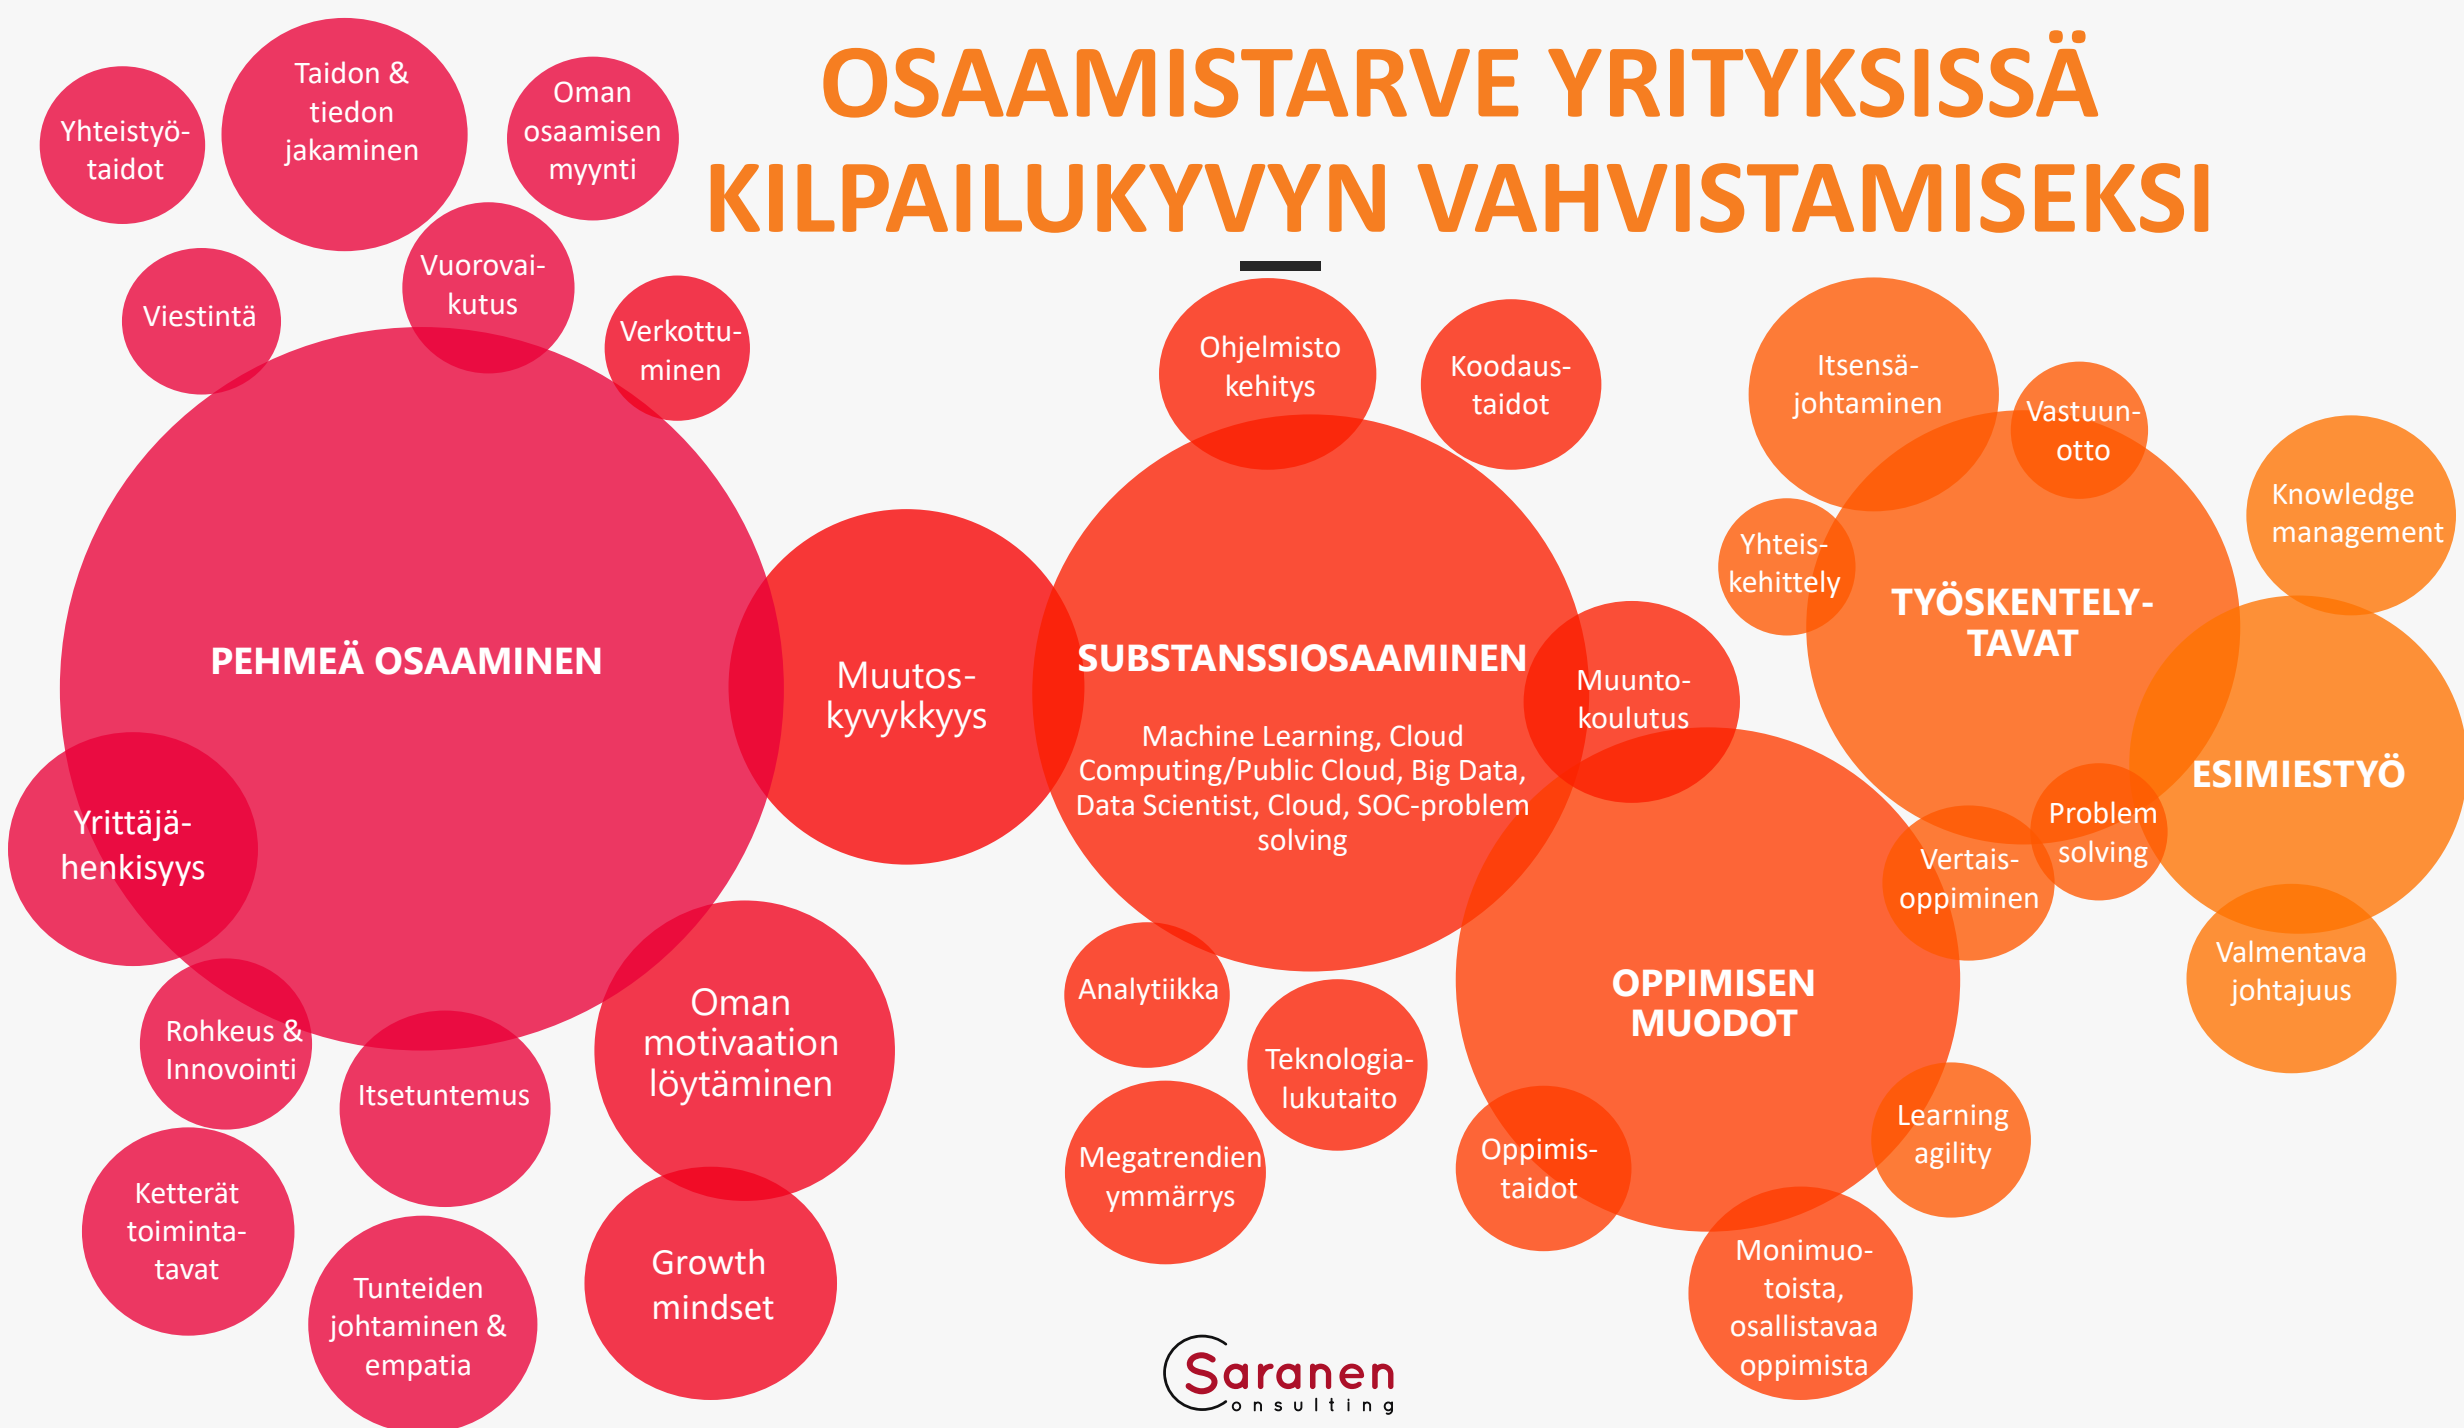 OSAAMISTARVE YRITYKSISSÄ
KILPAILUKYVYN VAHVISTAMISEKSI
Yhteistyö-
taidot
Taidon &
tiedon
jakaminen
Oman
osaamisen
myynti
Viestintä
Vuorovai-
kutus
Verkottu-
minen
PEHMEÄ OSAAMINEN
Muutos-
kyvykkyys
Yrittäjä-
henkisyys
Rohkeus &
Innovointi
Itsetuntemus
Oman
motivaation
löytäminen
Ketterät
toiminta-
tavat
Tunteiden
johtaminen &
empatia
Growth
mindset
Ohjelmisto
kehitys
Koodaus-
taidot
SUBSTANSSIOSAAMINEN
Machine Learning, Cloud
Computing/Public Cloud, Big Data,
Data Scientist, Cloud, SOC-problem
solving
Muunto-
koulutus
Analytiikka
Teknologia-
lukutaito
Megatrendien
ymmärrys
OPPIMISEN
MUODOT
Oppimis-
taidot
Monimuo-
toista,
osallistavaa
oppimista
Learning
agility
Vertais-
oppiminen
Problem
solving
Itsensä-
johtaminen
Vastuun-
otto
Yhteis-
kehittely
TYÖSKENTELY-
TAVAT
Knowledge
management
ESIMIESTYÖ
Valmentava
johtajuus
Saranen
Consulting